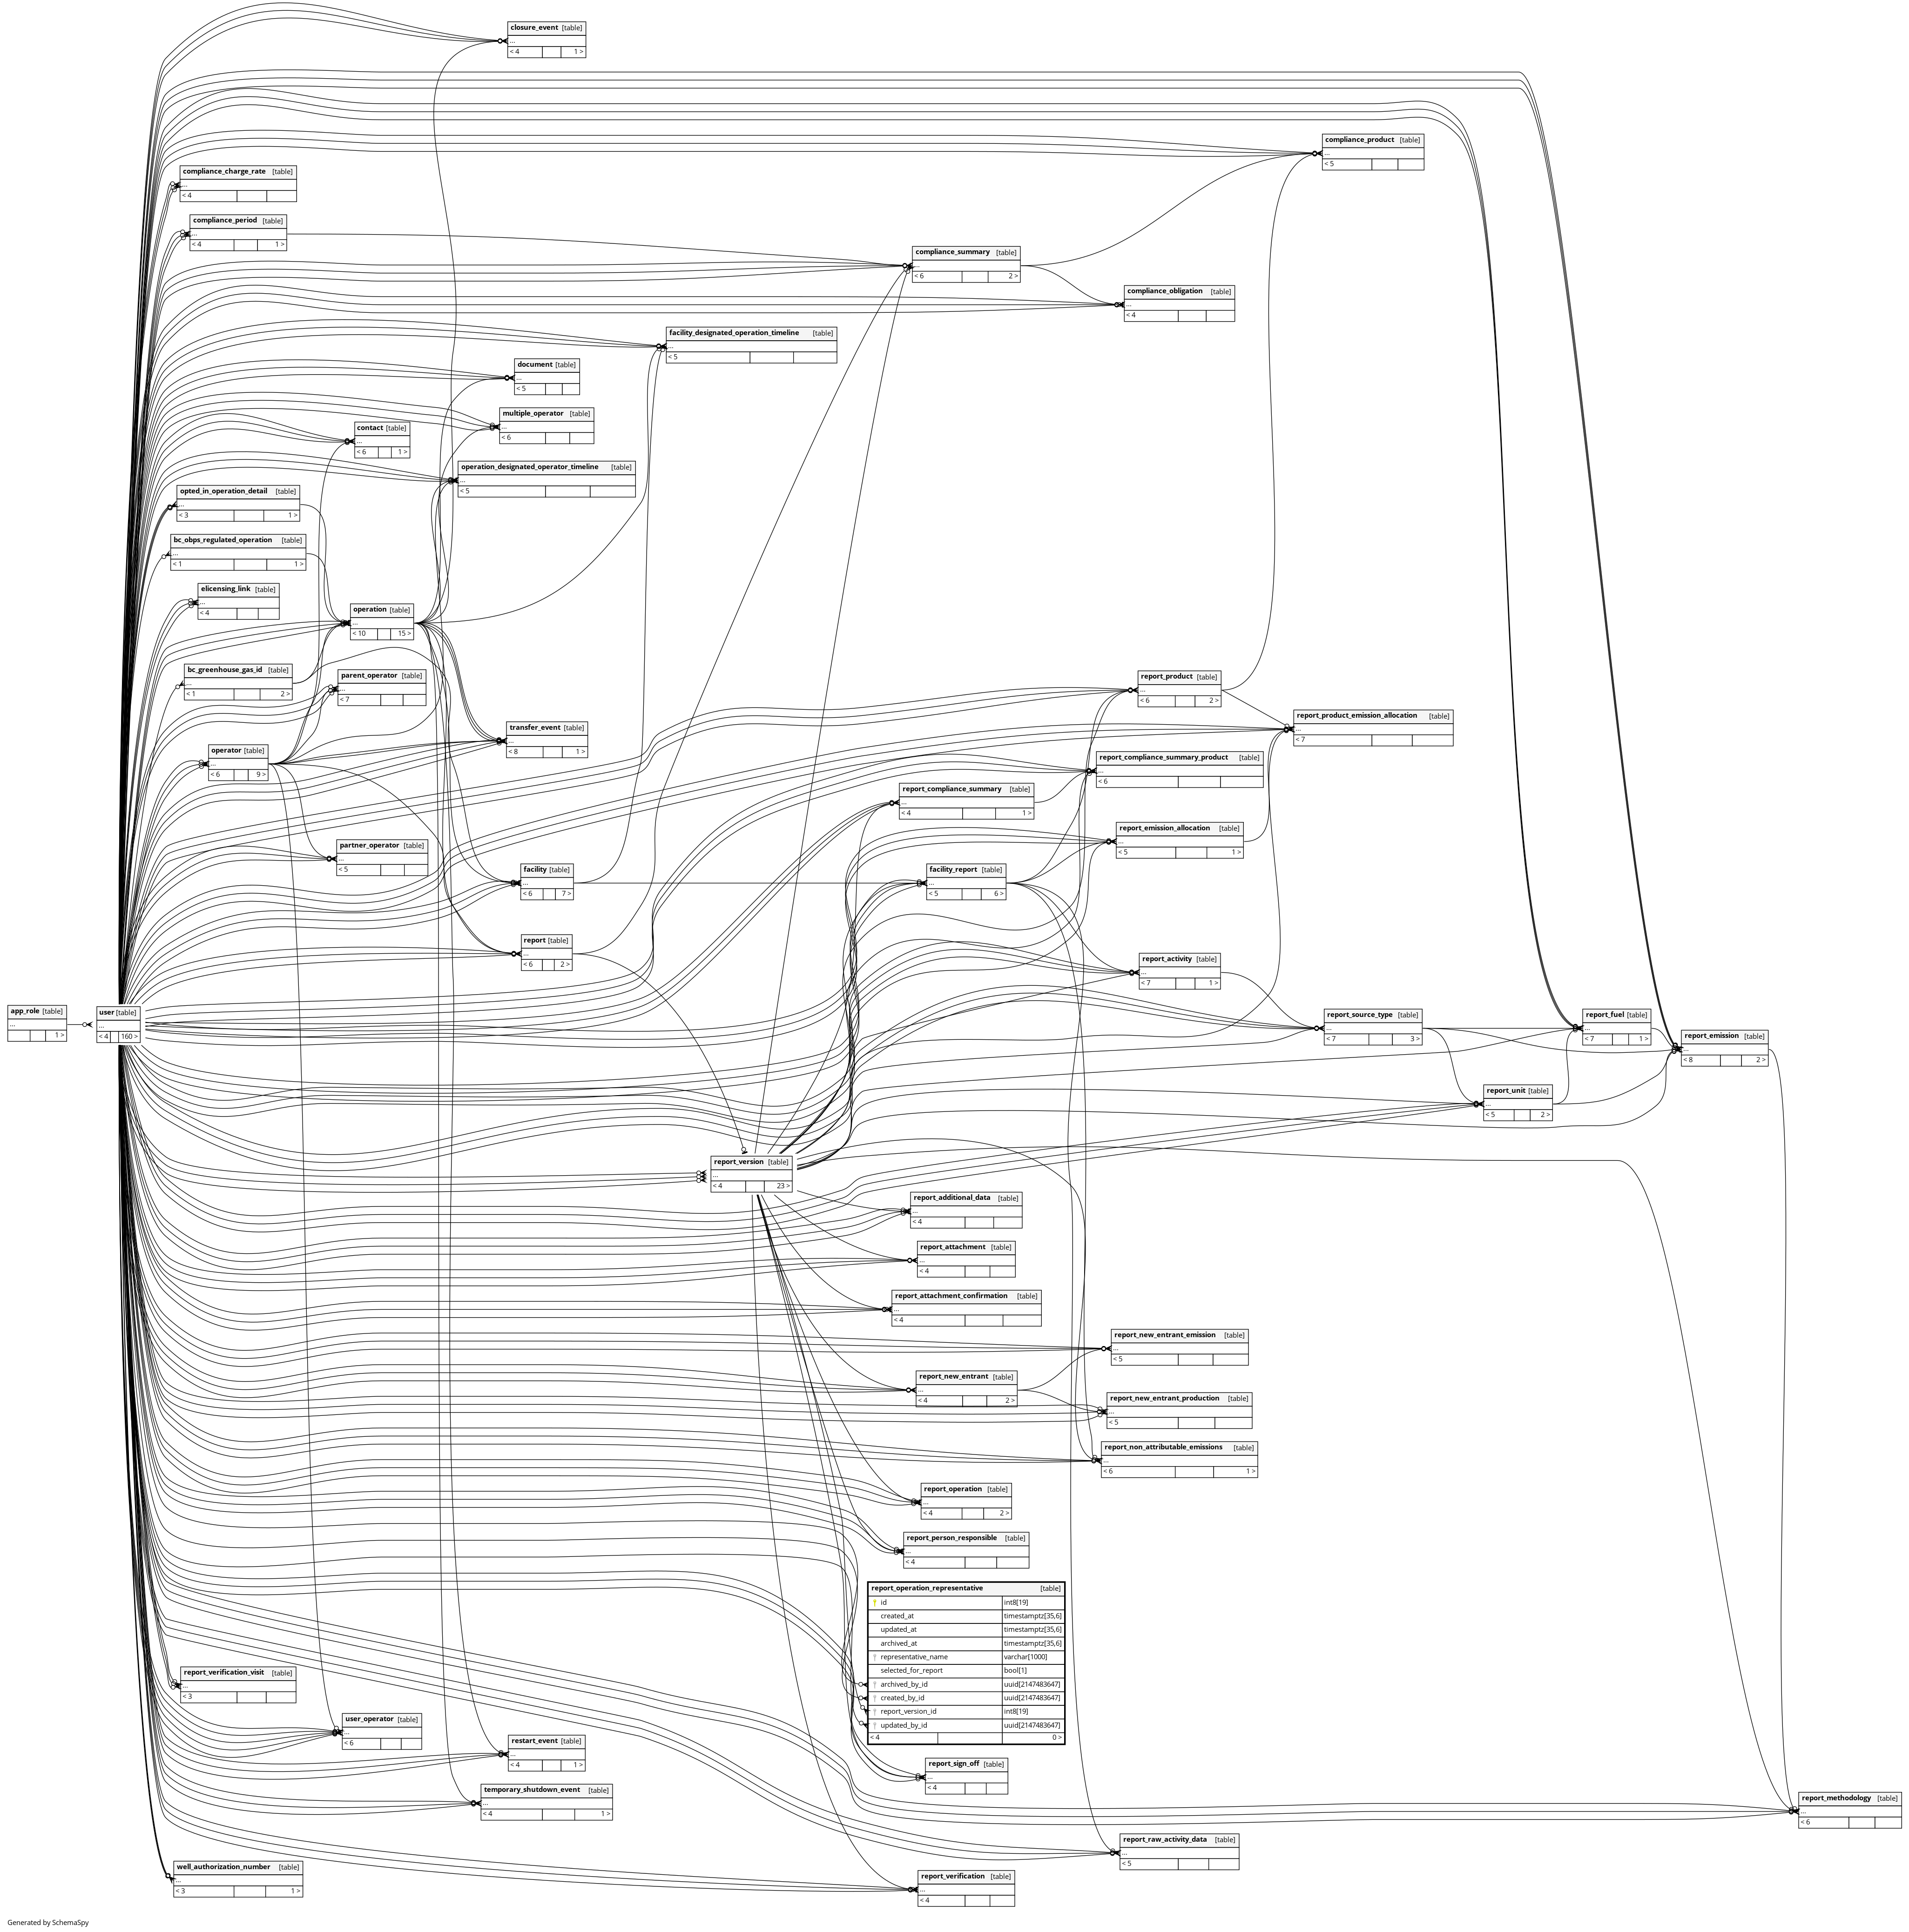 closure_event [table]
...
< 4 1 >
compliance_product [table]
...
< 5
compliance_charge_rate [table]
...
< 4
compliance_period [table]
...
< 4 1 >
compliance_summary [table]
...
< 6 2 >
compliance_obligation [table]
...
< 4
facility_designated_operation_timeline [table]
...
< 5
document [table]
...
< 5
multiple_operator [table]
...
< 6
contact [table]
...
< 6 1 >
operation_designated_operator_timeline [table]
...
< 5
opted_in_operation_detail [table]
...
< 3 1 >
bc_obps_regulated_operation [table]
...
< 1 1 >
elicensing_link [table]
...
< 4
operation [table]
...
< 10 15 >
bc_greenhouse_gas_id [table]
...
< 1 2 >
parent_operator [table]
...
< 7
report_product [table]
...
< 6 2 >
report_product_emission_allocation [table]
...
< 7
transfer_event [table]
...
< 8 1 >
operator [table]
...
< 6 9 >
report_compliance_summary_product [table]
...
< 6
report_compliance_summary [table]
...
< 4 1 >
report_emission_allocation [table]
...
< 5 1 >
partner_operator [table]
...
< 5
facility [table]
...
< 6 7 >
facility_report [table]
...
< 5 6 >
report [table]
...
< 6 2 >
report_activity [table]
...
< 7 1 >
app_role [table]
...
1 >
user [table]
...
< 4 160 >
report_source_type [table]
...
< 7 3 >
report_fuel [table]
...
< 7 1 >
report_emission [table]
...
< 8 2 >
report_unit [table]
...
< 5 2 >
report_version [table]
...
< 4 23 >
report_additional_data [table]
...
< 4
report_attachment [table]
...
< 4
report_attachment_confirmation [table]
...
< 4
report_new_entrant_emission [table]
...
< 5
report_new_entrant [table]
...
< 4 2 >
report_new_entrant_production [table]
...
< 5
report_non_attributable_emissions [table]
...
< 6 1 >
report_operation [table]
...
< 4 2 >
report_person_responsible [table]
...
< 4
report_operation_representative [table]
id int8[19]
created_at timestamptz[35,6]
updated_at timestamptz[35,6]
archived_at timestamptz[35,6]
representative_name varchar[1000]
selected_for_report bool[1]
archived_by_id uuid[2147483647]
created_by_id uuid[2147483647]
report_version_id int8[19]
updated_by_id uuid[2147483647]
< 4 0 >
report_verification_visit [table]
...
< 3
user_operator [table]
...
< 6
restart_event [table]
...
< 4 1 >
report_sign_off [table]
...
< 4
temporary_shutdown_event [table]
...
< 4 1 >
report_methodology [table]
...
< 6
report_raw_activity_data [table]
...
< 5
well_authorization_number [table]
...
< 3 1 >
report_verification [table]
...
< 4
Generated by SchemaSpy